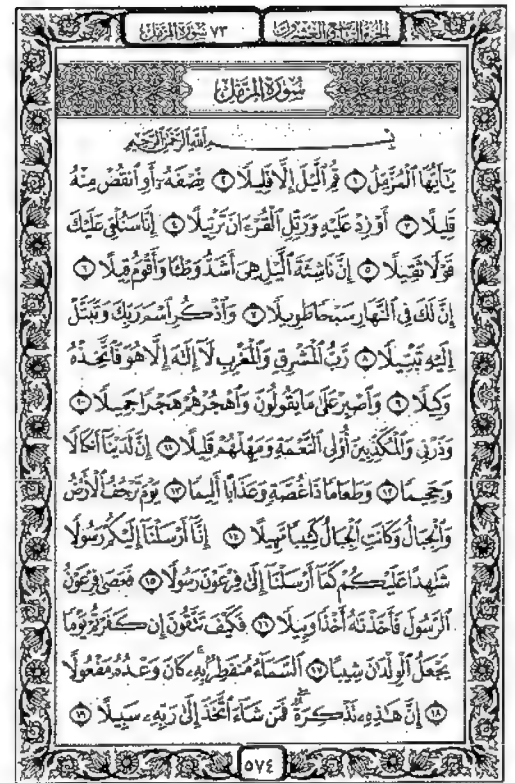 الجزء التاسع والعشرون
٧٣ سورة المزمل
سورة المزمل
بسم الله الرحمن الرحيم
يَٰٓأَيُّهَا ٱلْمُزَّمِّلُ ١ قُمِ ٱلَّيْلَ إِلَّا قَلِيلًا ٢ نِّصْفَهُۥٓ أَوِ ٱنقُصْ مِنْهُ
قَلِيلًا ٣ أَوْ زِدْ عَلَيْهِ وَرَتِّلِ ٱلْقُرْءَانَ تَرْتِيلًا ٤ إِنَّا سَنُلْقِى عَلَيْكَ
قَوْلًا ثَقِيلًا ٥ إِنَّ نَاشِئَةَ ٱلَّيْلِ هِىَ أَشَدُّ وَطْـًٔا وَأَقْوَمُ قِيلًا ٦
إِنَّ لَكَ فِى ٱلنَّهَارِ سَبْحًا طَوِيلًا ٧ وَٱذْكُرِ ٱسْمَ رَبِّكَ وَتَبَتَّلْ
إِلَيْهِ تَبْتِيلًا ٨ رَّبُّ ٱلْمَشْرِقِ وَٱلْمَغْرِبِ لَآ إِلَٰهَ إِلَّا هُوَ فَٱتَّخِذْهُ
وَكِيلًا ٩ وَٱصْبِرْ عَلَىٰ مَا يَقُولُونَ وَٱهْجُرْهُمْ هَجْرًا جَمِيلًا ١٠
وَذَرْنِى وَٱلْمُكَذِّبِينَ أُو۟لِى ٱلنَّعْمَةِ وَمَهِّلْهُمْ قَلِيلًا ١١ إِنَّ لَدَيْنَآ أَنكَالًا
وَجَحِيمًا ١٢ وَطَعَامًا ذَا غُصَّةٍ وَعَذَابًا أَلِيمًا ١٣ يَوْمَ تَرْجُفُ ٱلْأَرْضُ
وَٱلْجِبَالُ وَكَانَتِ ٱلْجِبَالُ كَثِيبًا مَّهِيلًا ١٤ إِنَّآ أَرْسَلْنَآ إِلَيْكُمْ رَسُولًا
شَٰهِدًا عَلَيْكُمْ كَمَآ أَرْسَلْنَآ إِلَىٰ فِرْعَوْنَ رَسُولًا ١٥ فَعَصَىٰ فِرْعَوْنُ
ٱلرَّسُولَ فَأَخَذْنَٰهُ أَخْذًا وَبِيلًا ١٦ فَكَيْفَ تَتَّقُونَ إِن كَفَرْتُمْ يَوْمًا
يَجْعَلُ ٱلْوِلْدَٰنَ شِيبًا ١٧ ٱلسَّمَآءُ مُنفَطِرٌۢ بِهِۦ ۚ كَانَ وَعْدُهُۥ مَفْعُولًا
١٨ إِنَّ هَٰذِهِۦ تَذْكِرَةٌ ۖ فَمَن شَآءَ ٱتَّخَذَ إِلَىٰ رَبِّهِۦ سَبِيلًا ١٩
٥٧٤